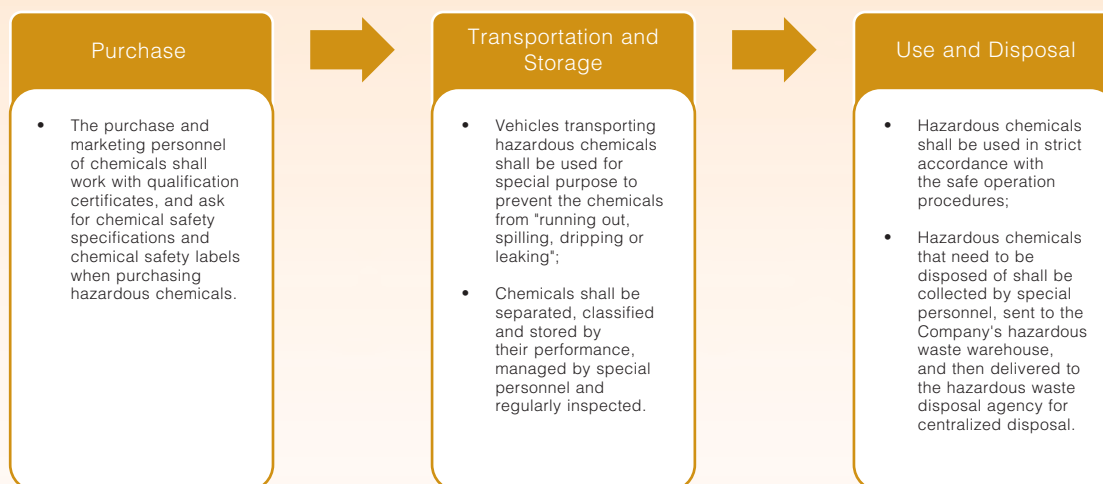 Purchase
• The purchase and
marketing personnel
of chemicals shall
work with qualification
certificates, and ask
for chemical safety
specifications and
chemical safety labels
when purchasing
hazardous chemicals.
Transportation and
Storage
• Vehicles transporting
hazardous chemicals
shall be used for
special purpose to
prevent the chemicals
from "running out,
spilling, dripping or
leaking";
• Chemicals shall be
separated, classified
and stored by
their performance,
managed by special
personnel and
regularly inspected.
Use and Disposal
• Hazardous chemicals
shall be used in strict
accordance with
the safe operation
procedures;
• Hazardous chemicals
that need to be
disposed of shall be
collected by special
personnel, sent to the
Company's hazardous
waste warehouse,
and then delivered to
the hazardous waste
disposal agency for
centralized disposal.